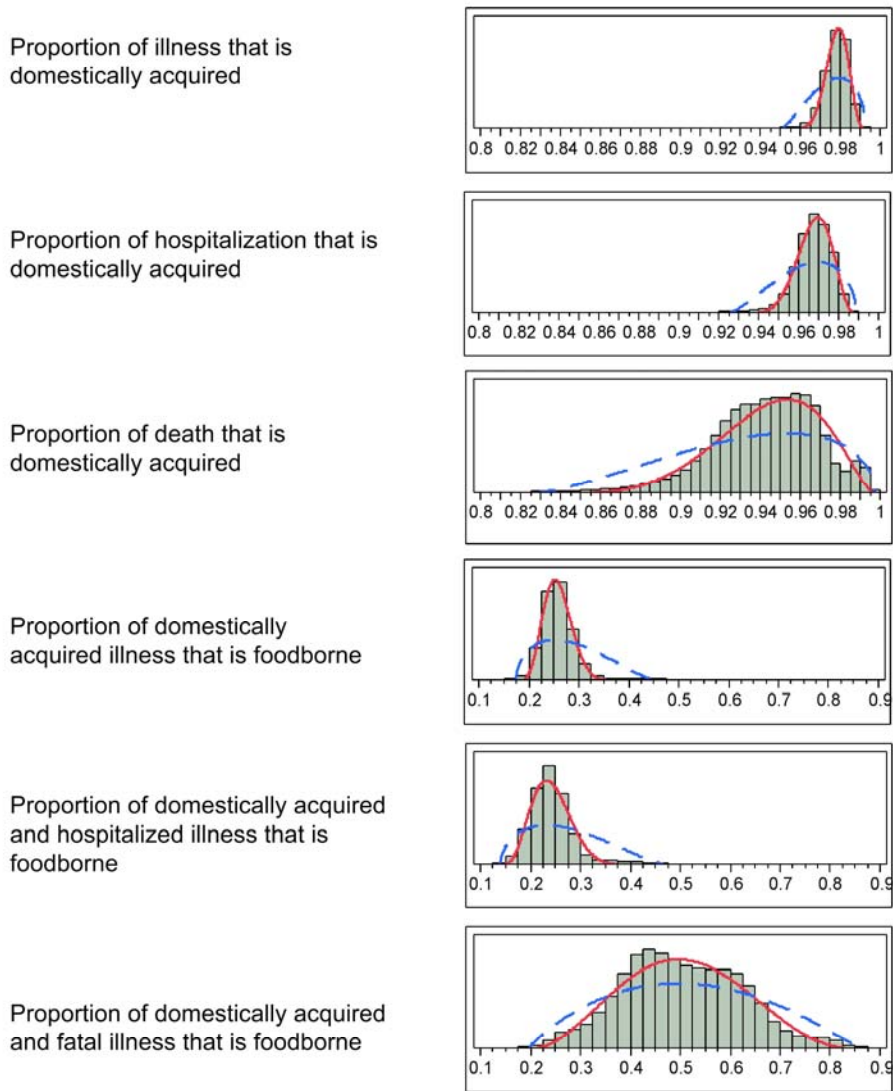 Proportion of illness that is
domestically acquired
0.8 0.82 0.84 0.86 0.88 0.9 0.92 0.94 0.96 0.98 1
Proportion of hospitalization that is
domestically acquired
0.8 0.82 0.84 0.86 0.88 0.9 0.92 0.94 0.96 0.98 1
Proportion of death that is
domestically acquired
0.8 0.82 0.84 0.86 0.88 0.9 0.92 0.94 0.96 0.98 1
Proportion of domestically
acquired illness that is foodborne
0.1 0.2 0.3 0.4 0.5 0.6 0.7 0.8 0.9
Proportion of domestically acquired
and hospitalized illness that is
foodborne
0.1 0.2 0.3 0.4 0.5 0.6 0.7 0.8 0.9
Proportion of domestically acquired
and fatal illness that is foodborne
0.1 0.2 0.3 0.4 0.5 0.6 0.7 0.8 0.9